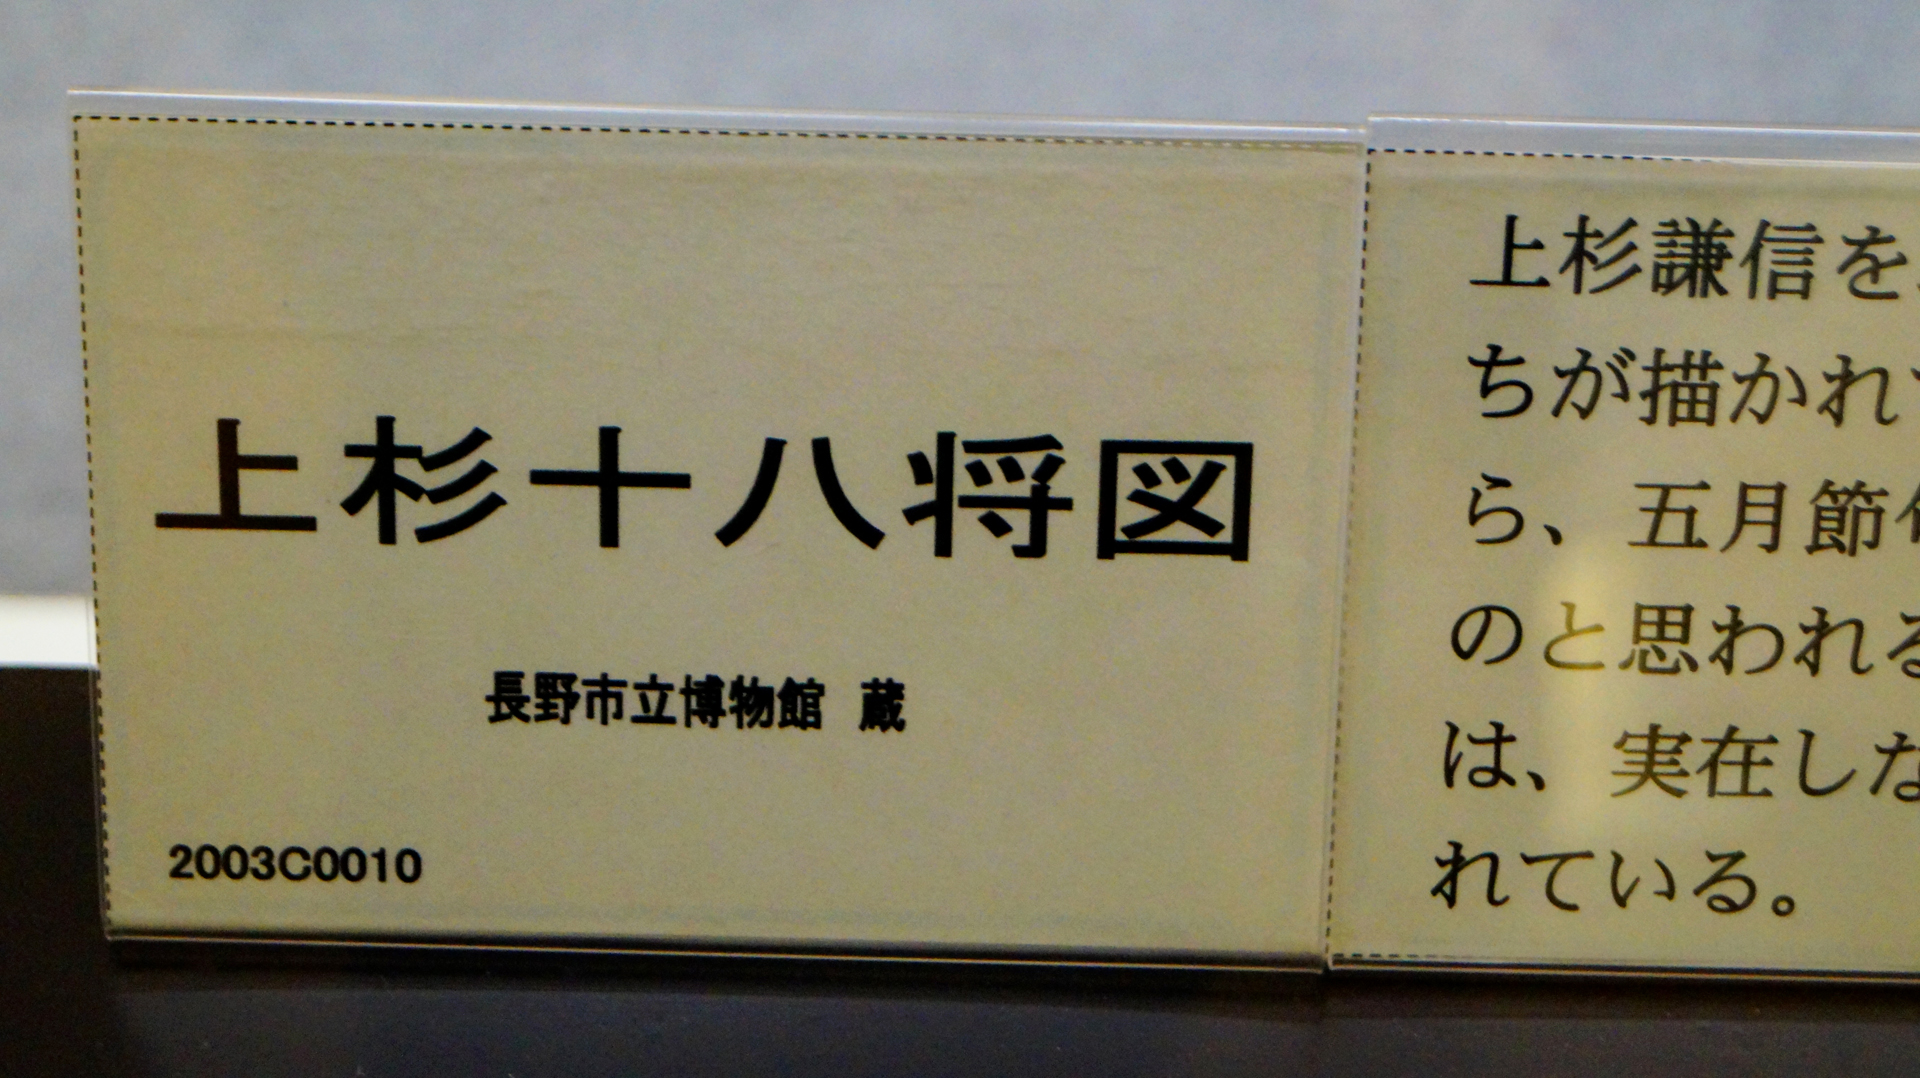 上杉十八将図
長野市立博物館 蔵
2003C0010
上杉謙信を
ちが描かれ
ら、五月節
のと思われる
は、実在しな
れている。